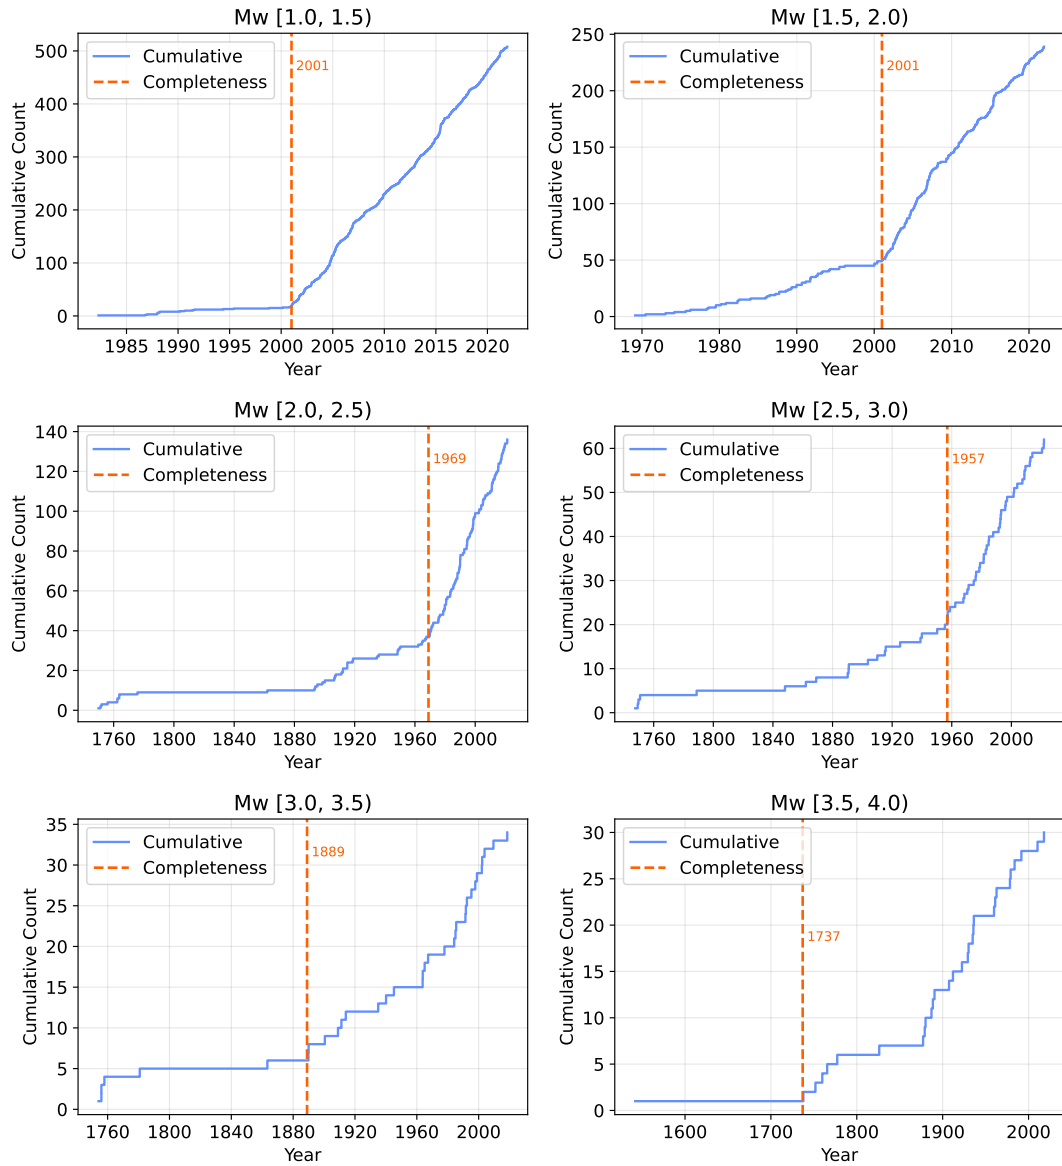 Mw [1.0, 1.5)
Cumulative Count
500
400
300
200
100
0
Cumulative
Completeness
2001
1985 1990 1995 2000 2005 2010 2015 2020
Year
Mw [1.5, 2.0)
Cumulative Count
250
200
150
100
50
0
Cumulative
Completeness
2001
1970 1980 1990 2000 2010 2020
Year
Mw [2.0, 2.5)
Cumulative Count
140
120
100
80
60
40
20
0
Cumulative
Completeness
1969
1760 1800 1840 1880 1920 1960 2000
Year
Mw [2.5, 3.0)
Cumulative Count
60
50
40
30
20
10
0
Cumulative
Completeness
1957
1760 1800 1840 1880 1920 1960 2000
Year
Mw [3.0, 3.5)
Cumulative Count
35
30
25
20
15
10
5
0
Cumulative
Completeness
1889
1760 1800 1840 1880 1920 1960 2000
Year
Mw [3.5, 4.0)
Cumulative Count
30
25
20
15
10
5
0
Cumulative
Completeness
1737
1600 1700 1800 1900 2000
Year